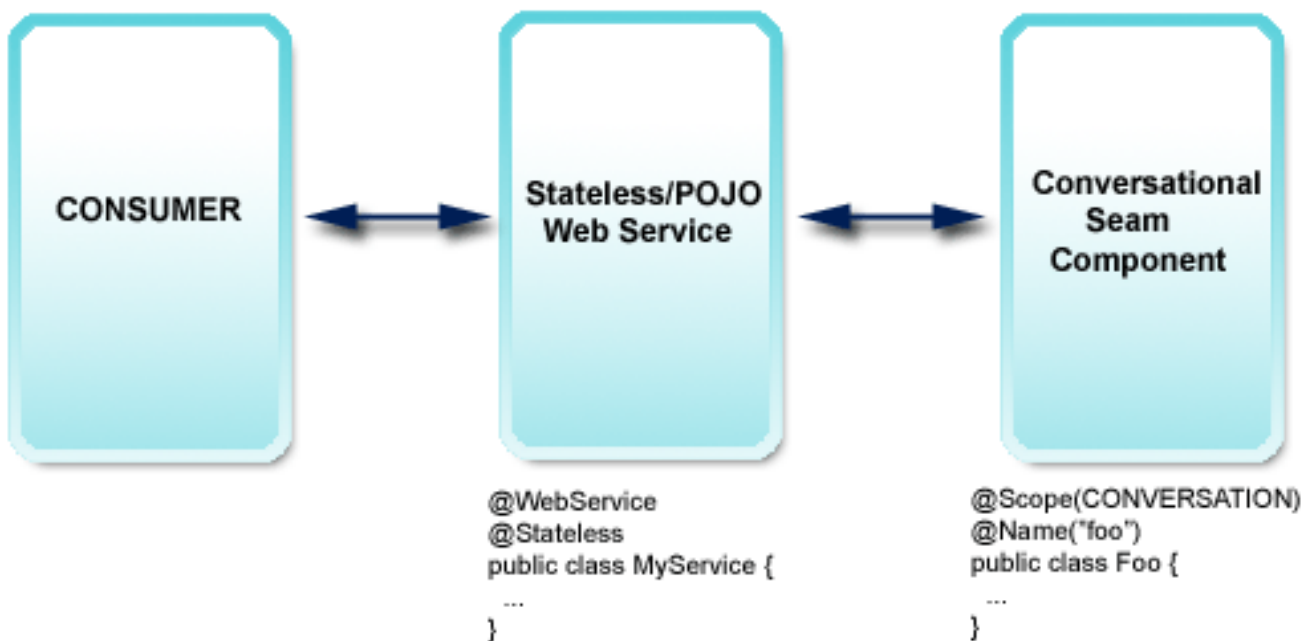 CONSUMER
Stateless/POJO
Web Service
Conversational
Seam
Component
@WebService
@Stateless
public class MyService {
...
}
@Scope(CONVERSATION)
@Name("foo")
public class Foo {
...
}